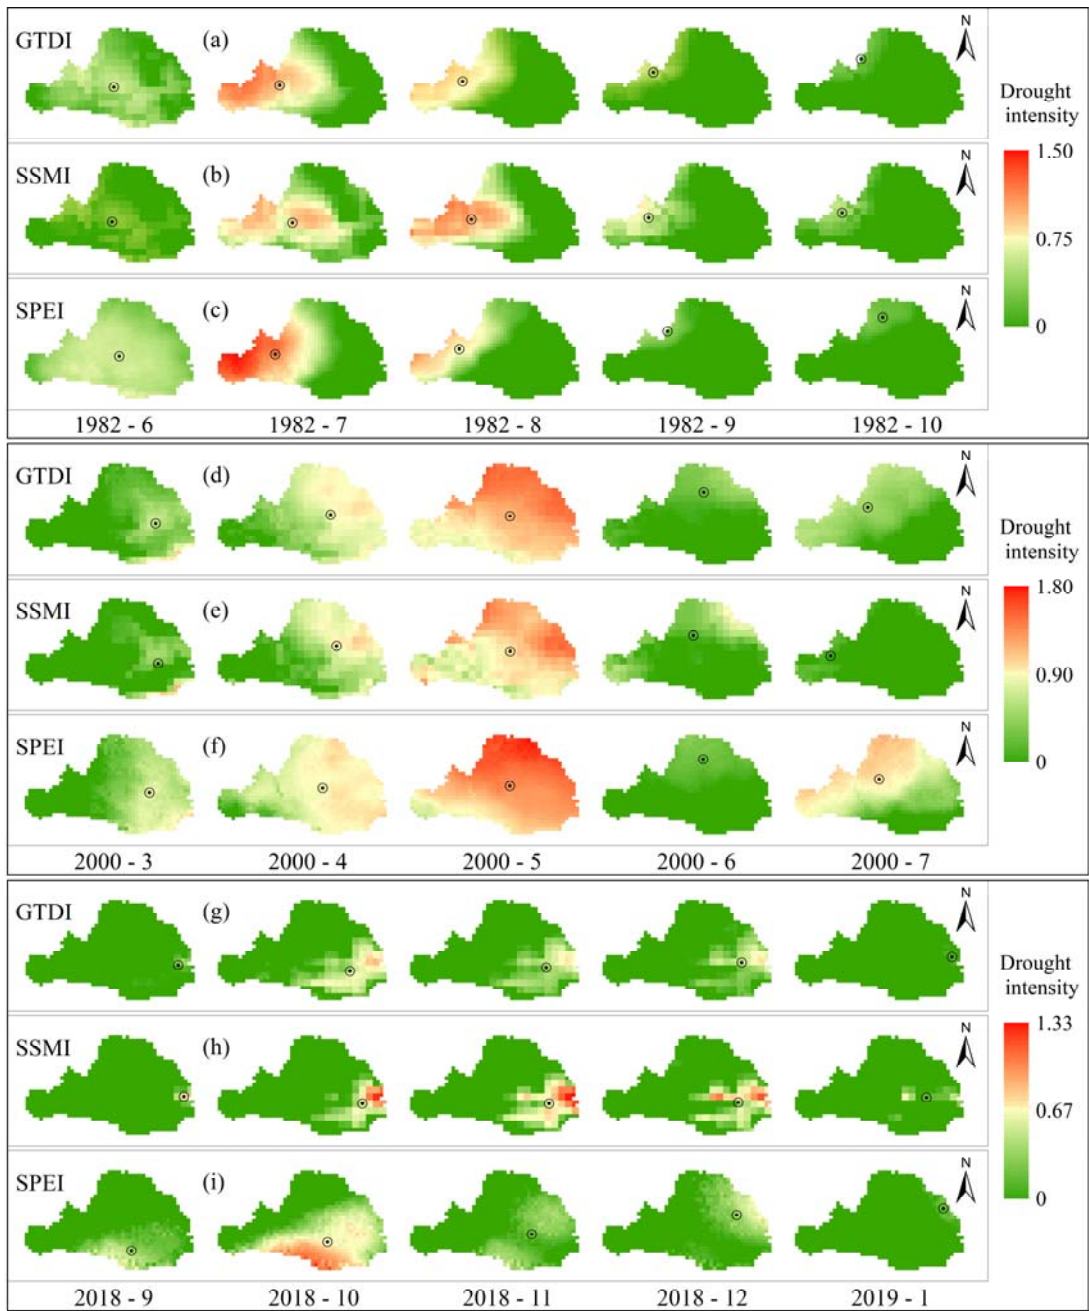 GTDI (a) N
Drought
intensity
1.50
SSMI (b) N
0.75
SPEI (c) N
0
1982 - 6 1982 - 7 1982 - 8 1982 - 9 1982 - 10
GTDI (d) N
Drought
intensity
1.80
SSMI (e) N
0.90
SPEI (f) N
0
2000 - 3 2000 - 4 2000 - 5 2000 - 6 2000 - 7
GTDI (g) N
Drought
intensity
1.33
SSMI (h) N
0.67
SPEI (i) N
0
2018 - 9 2018 - 10 2018 - 11 2018 - 12 2019 - 1